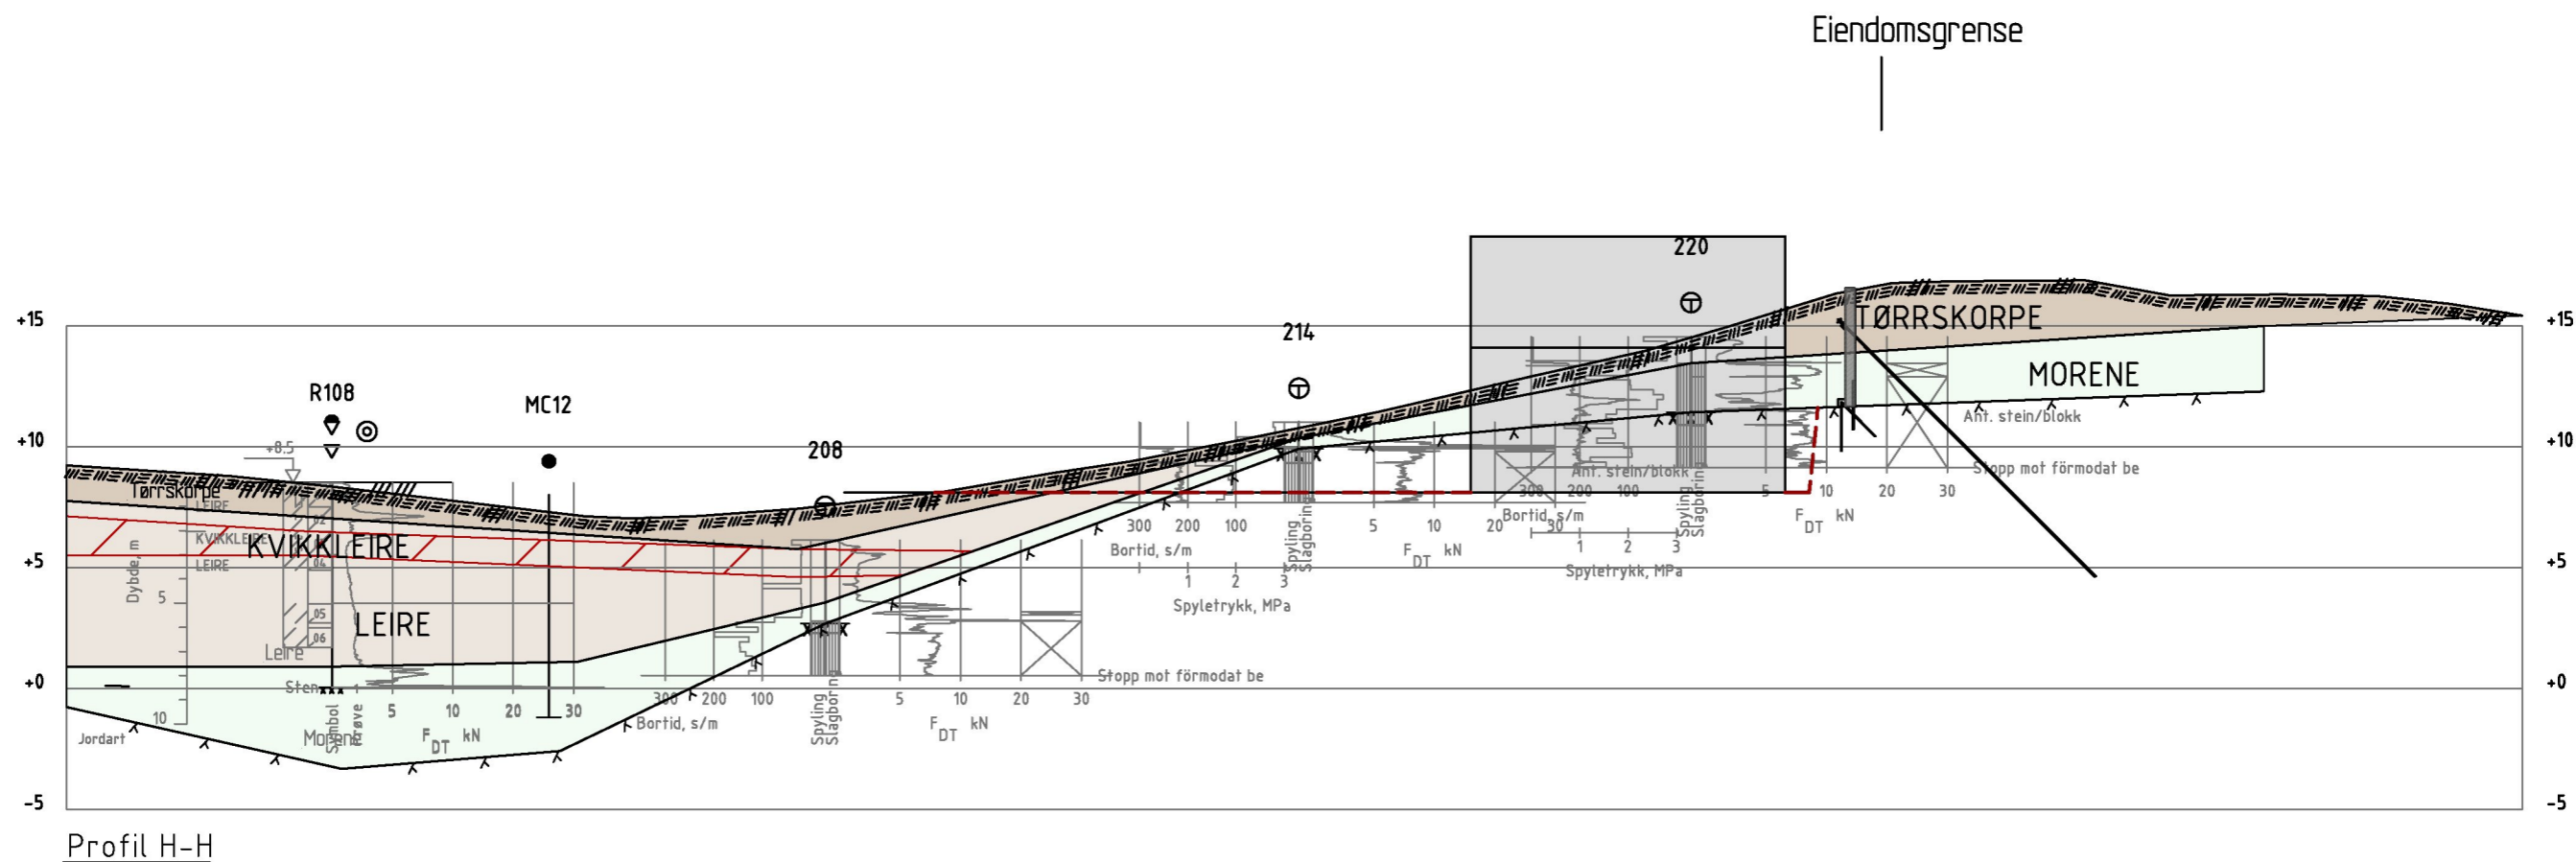 Eiendomsgrense
220
214
+15
TØRRSKORPE
+15
MORENE
R108
MC12
208
+10
+8.5
Ant. stein/blokk
+10
Ant. stein/blokk
Stopp mot förmodat be
Tørrskorpe
LEIRE
02
300 200 100
5 10 20 30
KVIKKLEIRE
KVIKKLEIRE
300 200 100
5 10 20 30
Bortid, s/m
Spyling
Slagboring
F DT kN
Bortid, s/m
Spyling
Slagboring
F DT kN
1 2 3
+5
LEIRE
04
Dybde, m
+5
Spyletrykk, MPa
1 2 3
5
Spyletrykk, MPa
05
LEIRE
06
Leire
Stopp mot förmodat be
+0
Sten
+0
300 200 100
5 10 20 30
5 10 20 30
10
Symbol
Prøve
Bortid, s/m
Spyling
Slagboring
F DT kN
Jordart
Morene
F DT kN
-5
-5
Profil H-H